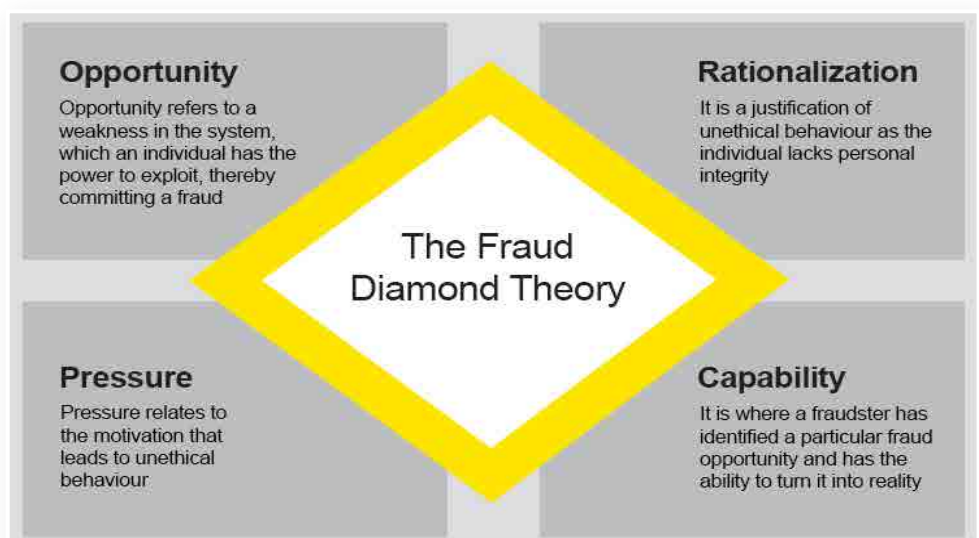 Opportunity
Opportunity refers to a
weakness in the system,
which an individual has the
power to exploit, thereby
committing a fraud
Rationalization
It is a justification of
unethical behaviour as the
individual lacks personal
integrity
The Fraud
Diamond Theory
Pressure
Pressure relates to
the motivation that
leads to unethical
behaviour
Capability
It is where a fraudster has
identified a particular fraud
opportunity and has the
ability to turn it into reality